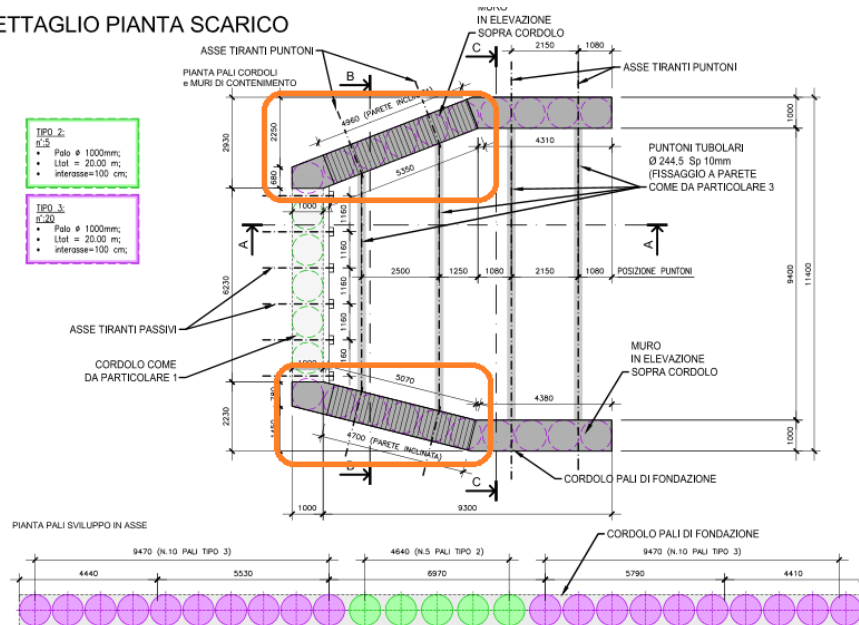 ETTAGLIO PIANTA SCARICO
MURO
IN ELEVAZIONE
SOPRA CORDOLO
ASSE TIRANTI PUNTONI
PIANTA PALI CORDOLI
e MURI DI CONTENIMENTO
B
C
2150
1080
ASSE TIRANTI PUNTONI
4960 (PARETE INCLINATA)
2930
2250
680
5350
4310
1000
TIPO 2:
n°:5
• Palo ø 1000mm;
• Ltot = 20.00 m;
• interasse=100 cm;
TIPO 3:
n°:20
• Palo ø 1000mm;
• Ltot = 20.00 m;
• interasse=100 cm;
PUNTONI TUBOLARI
Ø 244,5 Sp 10mm
(FISSAGGIO A PARETE
COME DA PARTICOLARE 3
1000
1160
A
A
1160
6230
2500
1250
1080
2150
1080
POSIZIONE PUNTONI
9400
11400
1160
1160
1160
ASSE TIRANTI PASSIVI
CORDOLO COME
DA PARTICOLARE 1
1000
5070
4380
MURO
IN ELEVAZIONE
SOPRA CORDOLO
2230
780
1450
4700 (PARETE INCLINATA)
1000
B
C
CORDOLO PALI DI FONDAZIONE
1000
9300
PIANTA PALI SVILUPPO IN ASSE
CORDOLO PALI DI FONDAZIONE
9470 (N.10 PALI TIPO 3)
4640 (N.5 PALI TIPO 2)
9470 (N.10 PALI TIPO 3)
4440
5530
6970
5790
4410